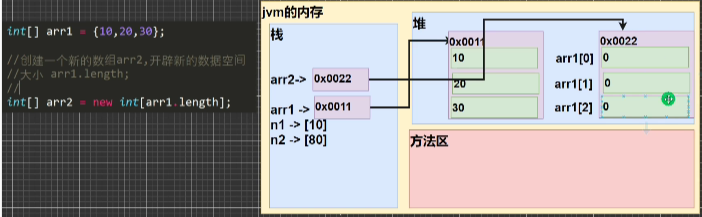 int[] arr1 = {10,20,30};
//创建一个新的数组arr2,开辟新的数据空间
//大小 arr1.length;
//
int[] arr2 = new int[arr1.length];
jvm的内存
栈
arr2-> 0x0022
arr1 -> 0x0011
n1 -> [10]
n2 -> [80]
堆
0x0011
10
20
30
0x0022
arr1[0] 0
arr1[1] 0
arr1[2] 0
方法区